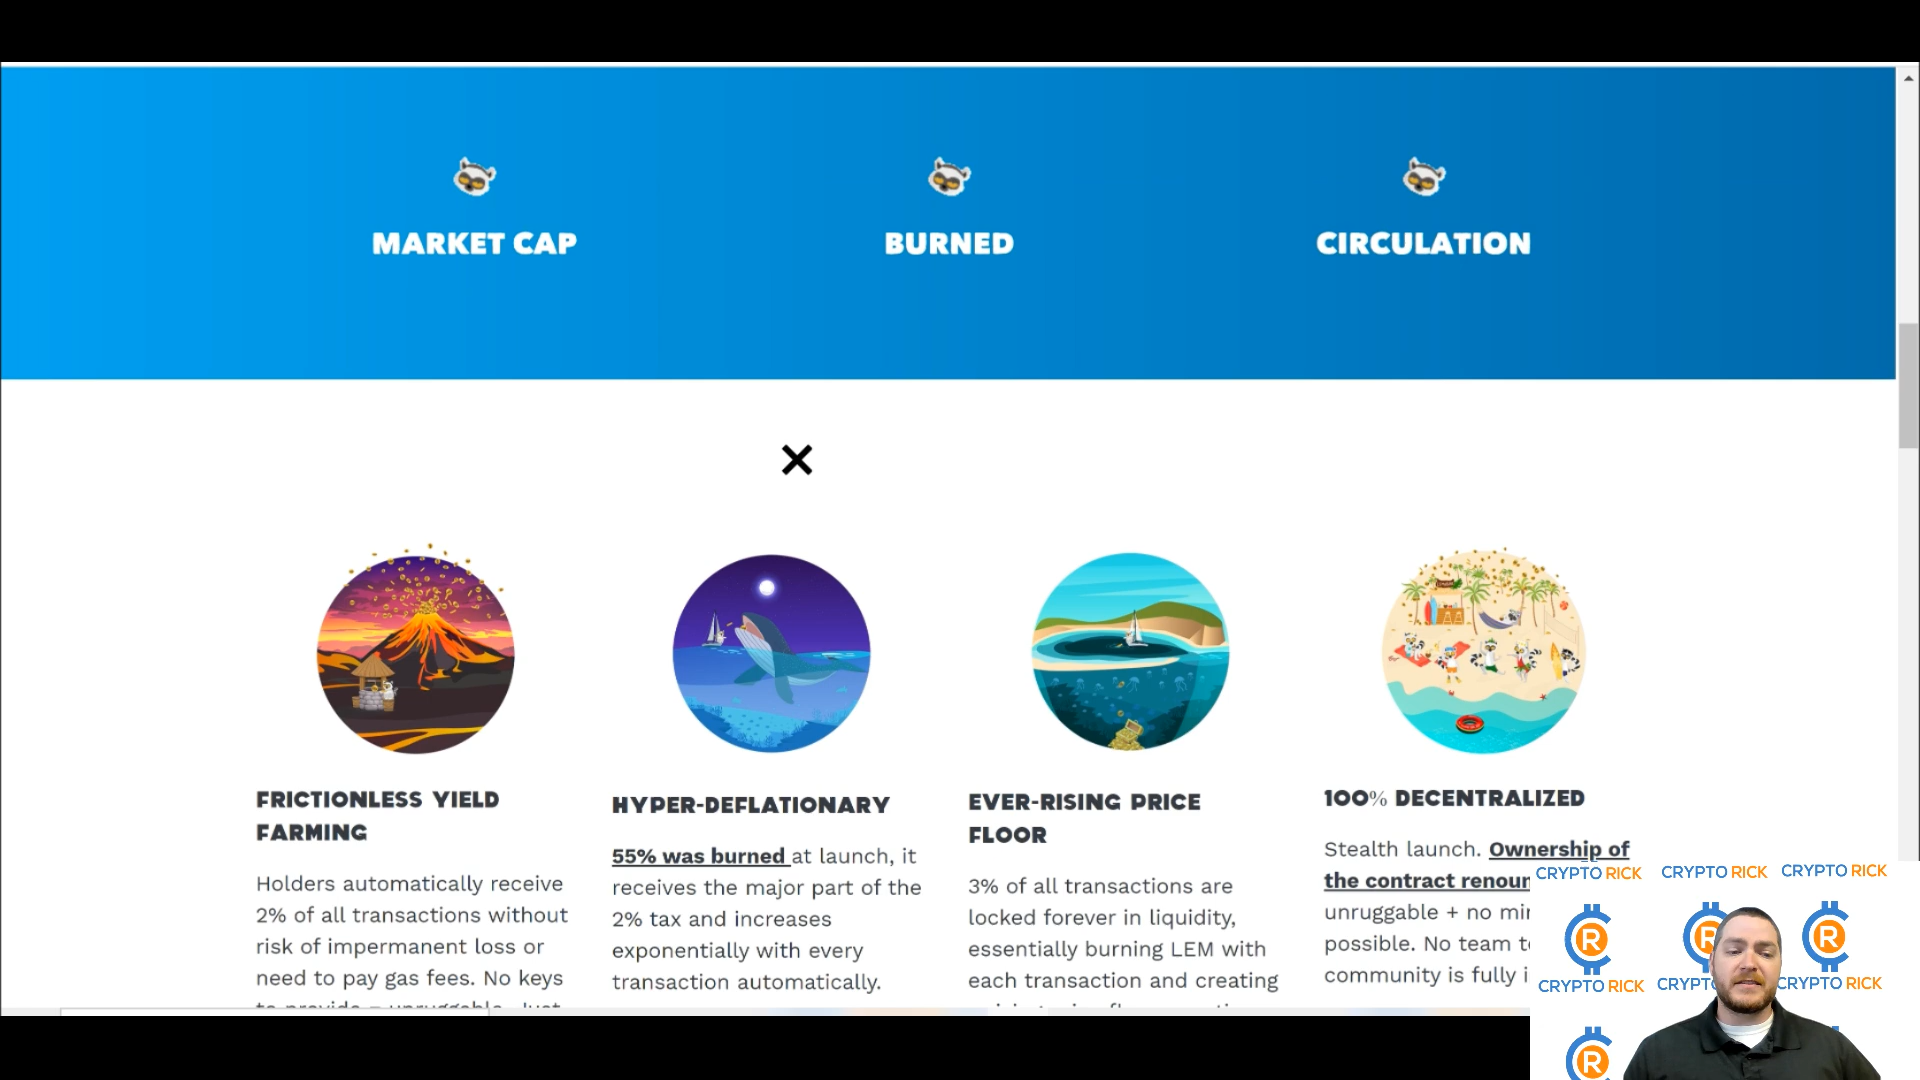 MARKET CAP
BURNED
CIRCULATION
FRICTIONLESS YIELD
FARMING
Holders automatically receive
2% of all transactions without
risk of impermanent loss or
need to pay gas fees. No keys
HYPER-DEFLATIONARY
55% was burned at launch, it
receives the major part of the
2% tax and increases
exponentially with every
transaction automatically.
EVER-RISING PRICE
FLOOR
3% of all transactions are
locked forever in liquidity,
essentially burning LEM with
each transaction and creating
100% DECENTRALIZED
Stealth launch. Ownership of
the contract
unruggable + no
possible. No team
community is fully
CRYPTO RICK
CRYPTO RICK
CRYPTO RICK
CRYPTO RICK
CRYPTO RICK